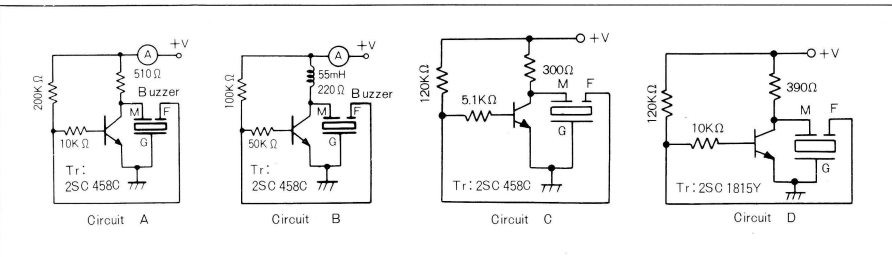 A
+V
510Ω
200KΩ
Buzzer
M
F
G
10KΩ
Tr:
2SC 458C
Circuit A
A
+V
55mH
220Ω
100KΩ
Buzzer
M
F
G
50KΩ
Tr:
2SC 458C
Circuit B
+V
300Ω
120KΩ
M
F
5.1KΩ
G
Tr: 2SC 458C
Circuit C
+V
390Ω
120KΩ
M
F
10KΩ
G
Tr: 2SC 1815Y
Circuit D